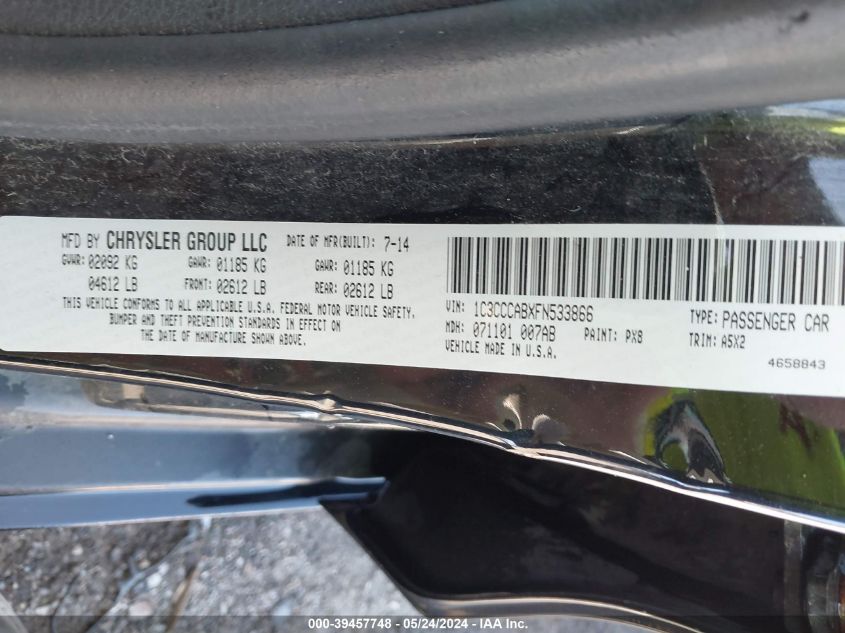 MFD BY CHRYSLER GROUP LLC DATE OF MFR(BUILT): 7-14
GVWR: 02092 KG GAWR: 01185 KG GAWR: 01185 KG
04612 LB FRONT: 02612 LB REAR: 02612 LB
THIS VEHICLE CONFORMS TO ALL APPLICABLE U.S.A. FEDERAL MOTOR VEHICLE SAFETY,
BUMPER AND THEFT PREVENTION STANDARDS IN EFFECT ON
THE DATE OF MANUFACTURE SHOWN ABOVE.
VIN: 1C3CCCABXFN533866 TYPE: PASSENGER CAR
MDH: 071101 007AB PAINT: PX8 TRIM: A5X2
VEHICLE MADE IN U.S.A.
4658843
000-39457748 - 05/24/2024 - IAA Inc.